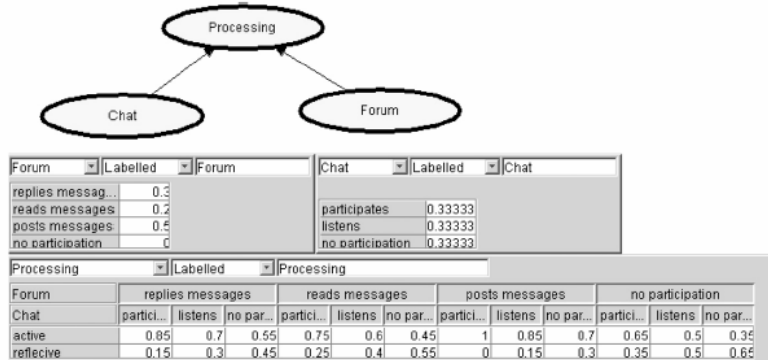 Processing
Chat
Forum
Forum Labelled Forum
replies messag... 0.3
reads messages 0.2
posts messages 0.5
no participation 0
Chat Labelled Chat
participates 0.33333
listens 0.33333
no participation 0.33333
Processing Labelled Processing
Forum replies messages reads messages posts messages no participation
Chat partici... listens no par... partici... listens no par... partici... listens no par... partici... listens no par...
active 0.85 0.7 0.55 0.75 0.6 0.45 1 0.85 0.7 0.65 0.5 0.35
reflecive 0.15 0.3 0.45 0.25 0.4 0.55 0 0.15 0.3 0.35 0.5 0.65